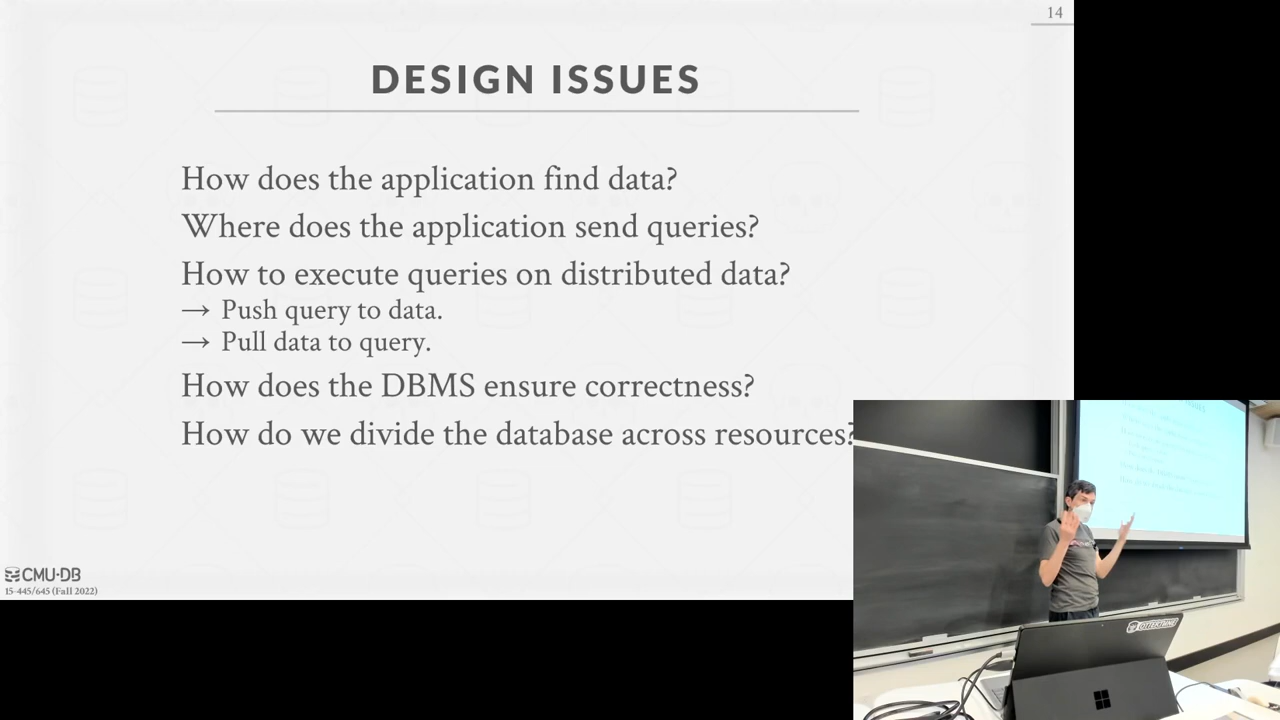 14
DESIGN ISSUES
How does the application find data?
Where does the application send queries?
How to execute queries on distributed data?
→ Push query to data.
→ Pull data to query.
How does the DBMS ensure correctness?
How do we divide the database across resources?
CMU·DB
15-445/645 (Fall 2022)